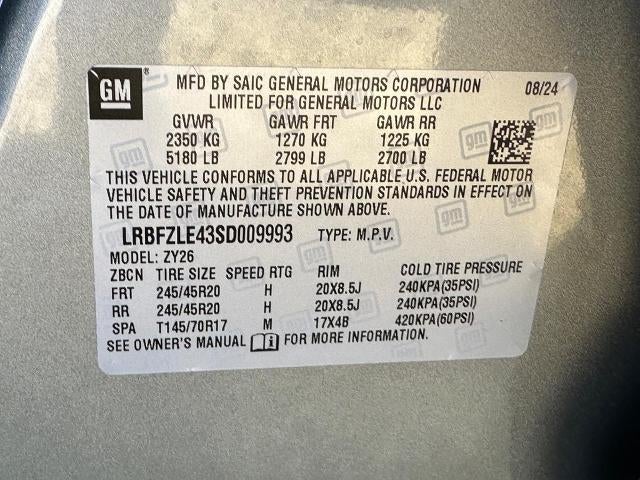 GM ® MFD BY SAIC GENERAL MOTORS CORPORATION 08/24
LIMITED FOR GENERAL MOTORS LLC
GVWR GAWR FRT GAWR RR
2350 KG 1270 KG 1225 KG
5180 LB 2799 LB 2700 LB
THIS VEHICLE CONFORMS TO ALL APPLICABLE U.S. FEDERAL MOTOR
VEHICLE SAFETY AND THEFT PREVENTION STANDARDS IN EFFECT ON
THE DATE OF MANUFACTURE SHOWN ABOVE.
LRBFZLE43SD009993 TYPE: M.P.V.
MODEL: ZY26
ZBCN TIRE SIZE SPEED RTG RIM COLD TIRE PRESSURE
FRT 245/45R20 H 20X8.5J 240KPA(35PSI)
RR 245/45R20 H 20X8.5J 240KPA(35PSI)
SPA T145/70R17 M 17X4B 420KPA(60PSI)
SEE OWNER'S MANUAL FOR MORE INFORMATION.